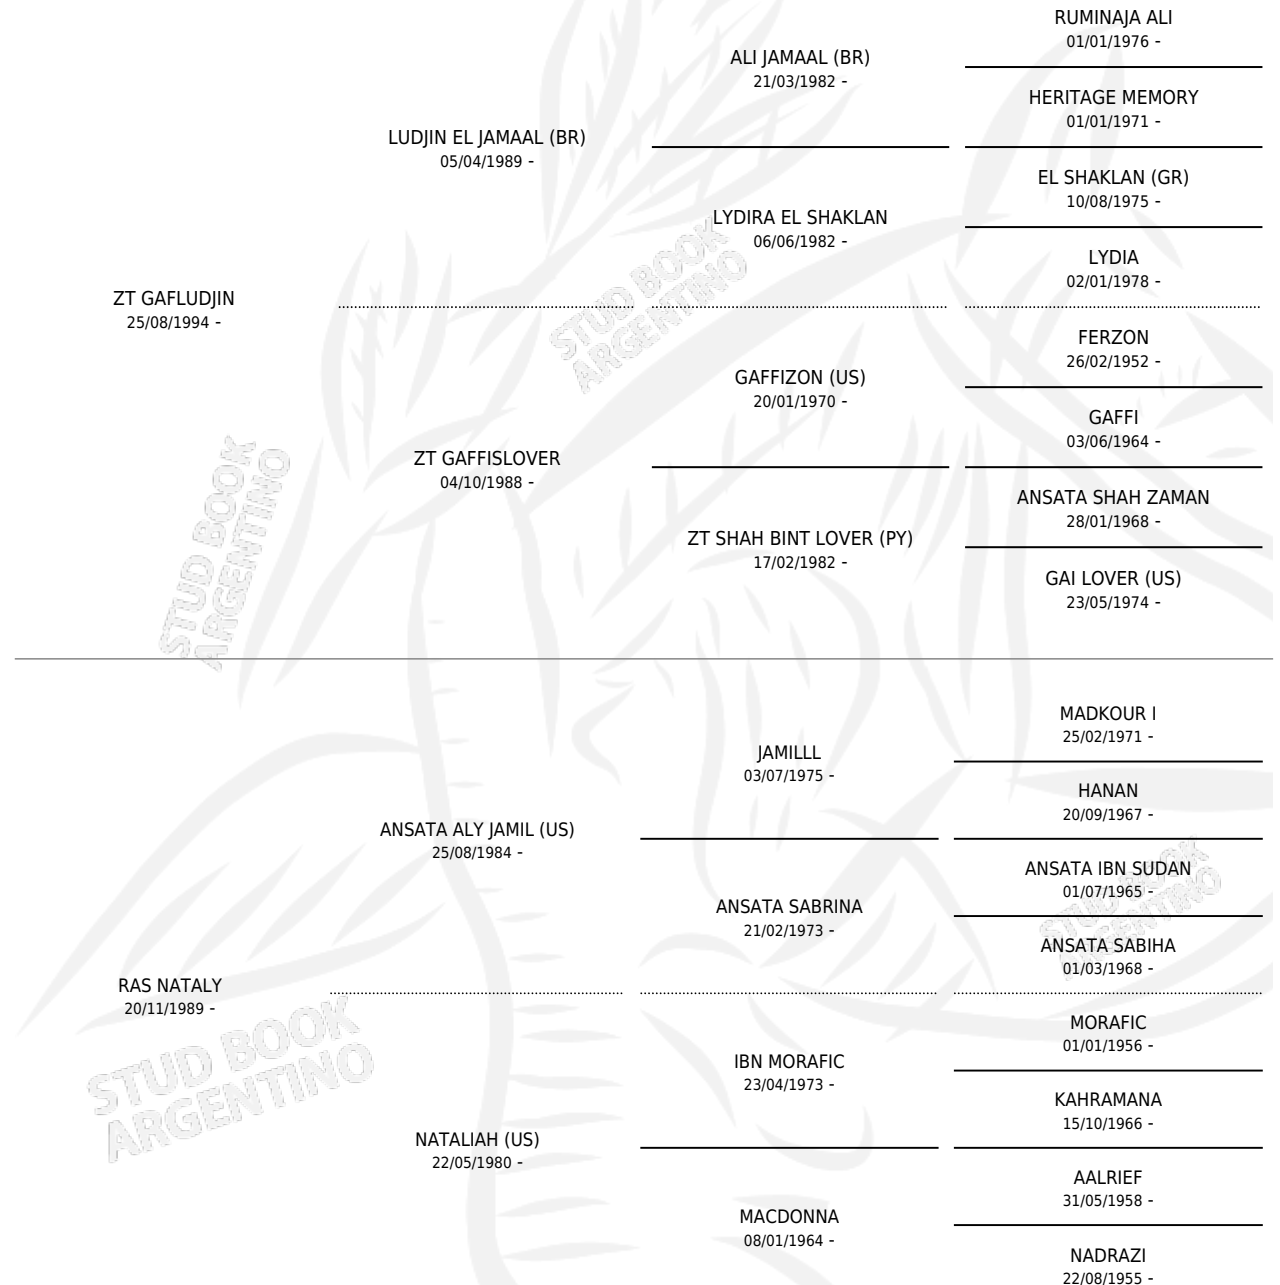 RUMINAJA ALI
01/01/1976 -
ALI JAMAAL (BR)
21/03/1982 -
HERITAGE MEMORY
01/01/1971 -
LUDJIN EL JAMAAL (BR)
05/04/1989 -
EL SHAKLAN (GR)
10/08/1975 -
LYDIRA EL SHAKLAN
06/06/1982 -
LYDIA
02/01/1978 -
ZT GAFLUDJIN
25/08/1994 -
STUD BOOK
ARGENTINO
FERZON
26/02/1952 -
GAFFIZON (US)
20/01/1970 -
GAFFI
03/06/1964 -
ZT GAFFISLOVER
04/10/1988 -
ANSATA SHAH ZAMAN
28/01/1968 -
ZT SHAH BINT LOVER (PY)
17/02/1982 -
GAI LOVER (US)
23/05/1974 -
STUD BOOK
ARGENTINO
MADKOUR I
25/02/1971 -
JAMILLL
03/07/1975 -
HANAN
20/09/1967 -
ANSATA ALY JAMIL (US)
25/08/1984 -
ANSATA IBN SUDAN
01/07/1965 -
ANSATA SABRINA
21/02/1973 -
ANSATA SABIHA
01/03/1968 -
STUD BOOK
ARGENTINO
RAS NATALY
20/11/1989 -
STUD BOOK
ARGENTINO
MORAFIC
01/01/1956 -
IBN MORAFIC
23/04/1973 -
KAHRAMANA
15/10/1966 -
NATALIAH (US)
22/05/1980 -
AALRIEF
31/05/1958 -
MACDONNA
08/01/1964 -
NADRAZI
22/08/1955 -